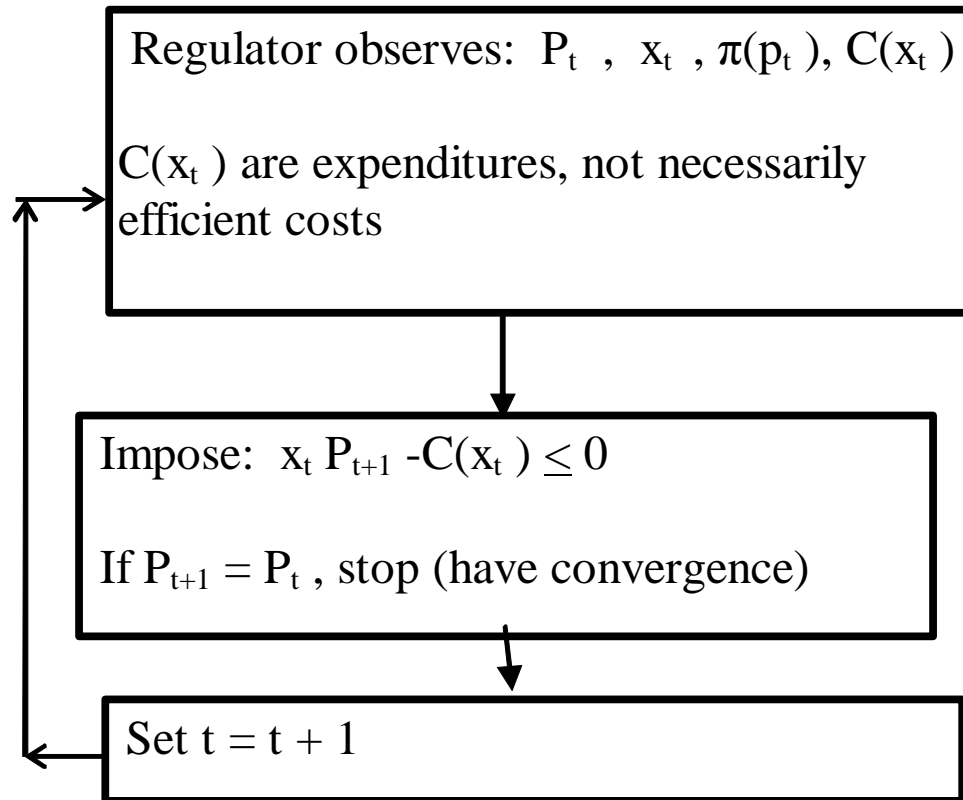 Regulator observes:  Pₜ , xₜ , π(pₜ ), C(xₜ )
C(xₜ ) are expenditures, not necessarily
efficient costs
Impose:  xₜ Pₜ₊₁ -C(xₜ ) ≤ 0
If Pₜ₊₁ = Pₜ , stop (have convergence)
Set t = t + 1